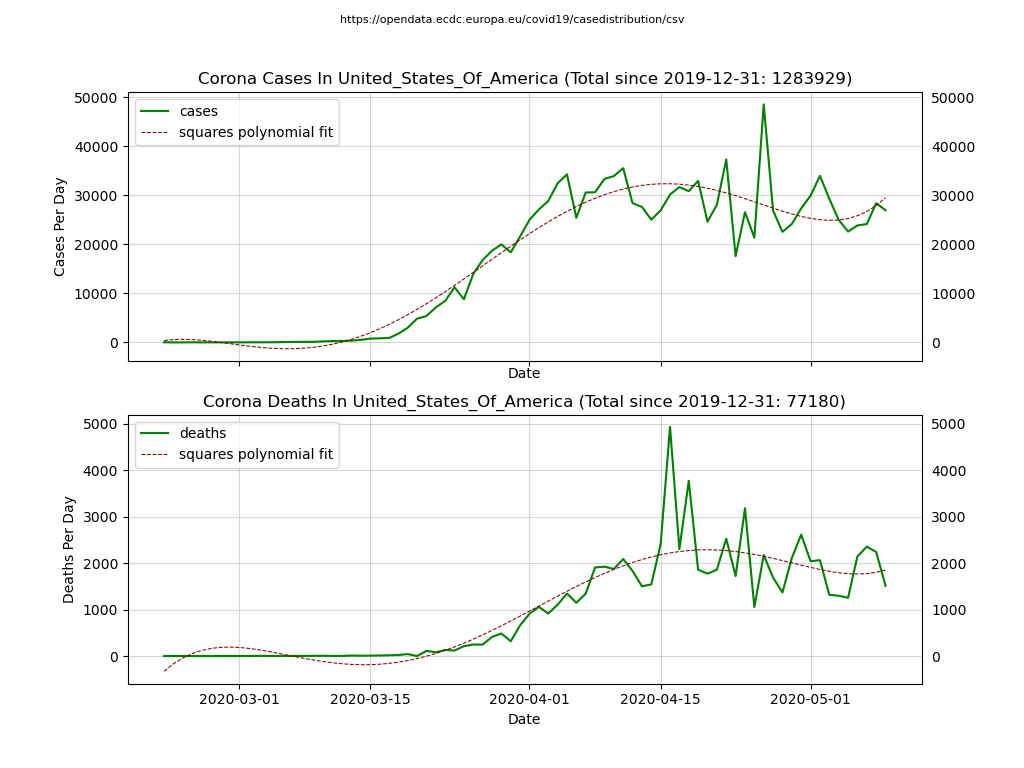 https://opendata.ecdc.europa.eu/covid19/casedistribution/csv
Corona Cases In United_States_Of_America (Total since 2019-12-31: 1283929)
cases
squares polynomial fit
Cases Per Day
50000
40000
30000
20000
10000
0
50000
40000
30000
20000
10000
0
Date
Corona Deaths In United_States_Of_America (Total since 2019-12-31: 77180)
deaths
squares polynomial fit
Deaths Per Day
5000
4000
3000
2000
1000
0
5000
4000
3000
2000
1000
0
2020-03-01 2020-03-15 2020-04-01 2020-04-15 2020-05-01
Date